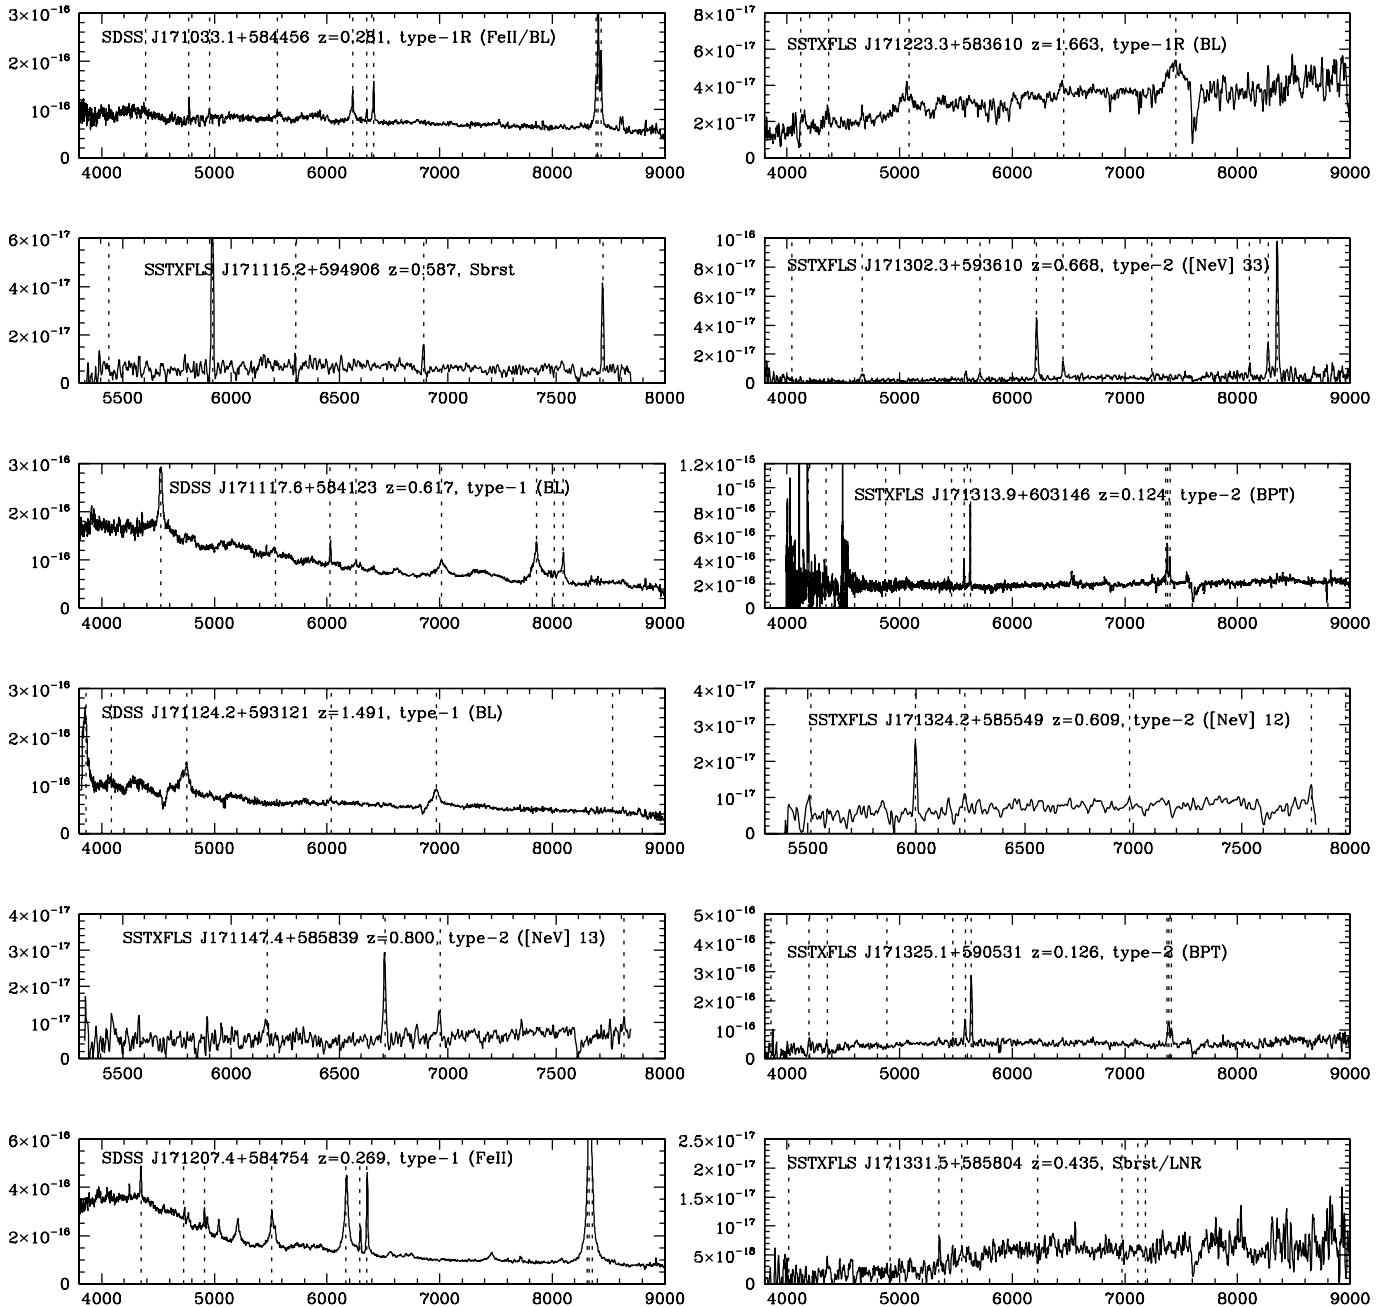 3×10⁻¹⁶
2×10⁻¹⁶
10⁻¹⁶
0
SDSS J171033.1+584456 z=0.281, type-1R (FeII/BL)
4000 5000 6000 7000 8000 9000
8×10⁻¹⁷
6×10⁻¹⁷
4×10⁻¹⁷
2×10⁻¹⁷
0
SSTXFLS J171223.3+583610 z=1.663, type-1R (BL)
4000 5000 6000 7000 8000 9000
6×10⁻¹⁷
4×10⁻¹⁷
2×10⁻¹⁷
0
SSTXFLS J171115.2+594906 z=0.587, Sbrst
5500 6000 6500 7000 7500 8000
10⁻¹⁶
8×10⁻¹⁷
6×10⁻¹⁷
4×10⁻¹⁷
2×10⁻¹⁷
0
SSTXFLS J171302.3+593610 z=0.668, type-2 ([NeV] 33)
4000 5000 6000 7000 8000 9000
3×10⁻¹⁶
2×10⁻¹⁶
10⁻¹⁶
0
SDSS J171117.6+584123 z=0.617, type-1 (BL)
4000 5000 6000 7000 8000 9000
1.2×10⁻¹⁵
10⁻¹⁵
8×10⁻¹⁶
6×10⁻¹⁶
4×10⁻¹⁶
2×10⁻¹⁶
0
SSTXFLS J171313.9+603146 z=0.124, type-2 (BPT)
4000 5000 6000 7000 8000 9000
3×10⁻¹⁶
2×10⁻¹⁶
10⁻¹⁶
0
SDSS J171124.2+593121 z=1.491, type-1 (BL)
4000 5000 6000 7000 8000 9000
4×10⁻¹⁷
3×10⁻¹⁷
2×10⁻¹⁷
10⁻¹⁷
0
SSTXFLS J171324.2+585549 z=0.609, type-2 ([NeV] 12)
5500 6000 6500 7000 7500 8000
4×10⁻¹⁷
3×10⁻¹⁷
2×10⁻¹⁷
10⁻¹⁷
0
SSTXFLS J171147.4+585839 z=0.800, type-2 ([NeV] 13)
5500 6000 6500 7000 7500 8000
5×10⁻¹⁶
4×10⁻¹⁶
3×10⁻¹⁶
2×10⁻¹⁶
10⁻¹⁶
0
SSTXFLS J171325.1+590531 z=0.126, type-2 (BPT)
4000 5000 6000 7000 8000 9000
6×10⁻¹⁶
4×10⁻¹⁶
2×10⁻¹⁶
0
SDSS J171207.4+584754 z=0.269, type-1 (FeII)
4000 5000 6000 7000 8000 9000
2.5×10⁻¹⁷
2×10⁻¹⁷
1.5×10⁻¹⁷
10⁻¹⁷
5×10⁻¹⁸
0
SSTXFLS J171331.5+585804 z=0.435, Sbrst/LNR
4000 5000 6000 7000 8000 9000